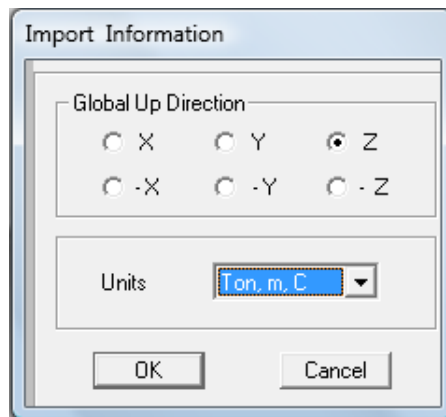 Import Information
Global Up Direction
X Y Z
-X -Y - Z
Units Ton, m, C
OK Cancel